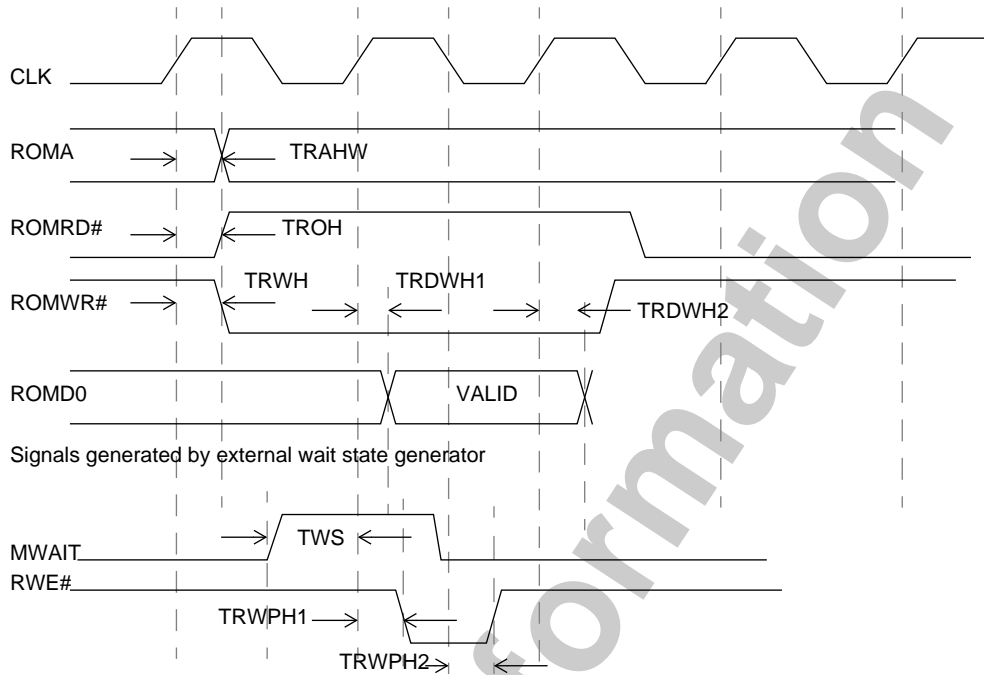 CLK
ROMA
TRAHW
ROMRD#
TROH
ROMWR#
TRWH
TRDWH1
TRDWH2
ROMD0
VALID
Signals generated by external wait state generator
MWAIT
TWS
RWE#
TRWPH1
TRWPH2
formation